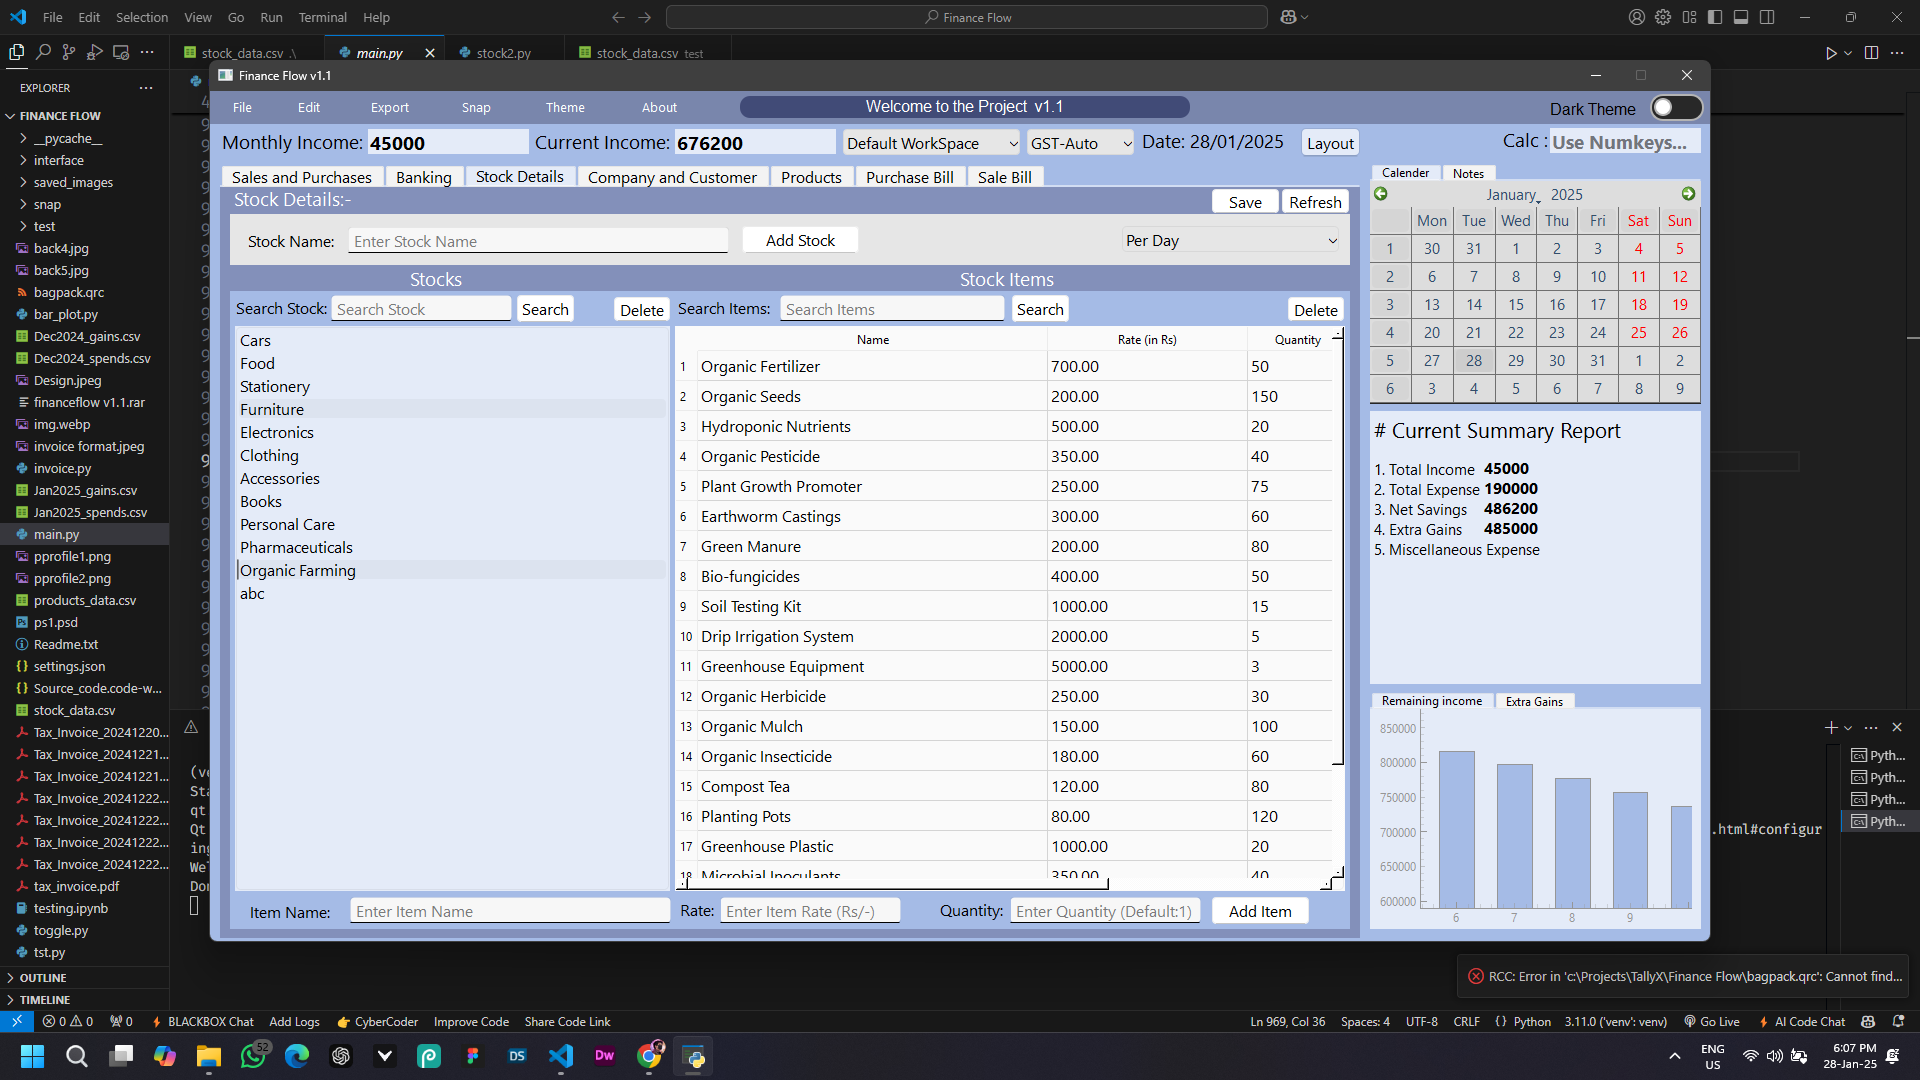 File Edit Selection View Go Run Terminal Help
Finance Flow
stock_data.csv .\ main.py stock2.py stock_data.csv test
EXPLORER
FINANCE FLOW
__pycache__
interface
saved_images
snap
test
back4.jpg
back5.jpg
bagpack.qrc
bar_plot.py
Dec2024_gains.csv
Dec2024_spends.csv
Design.jpeg
financeflow v1.1.rar
img.webp
invoice format.jpeg
invoice.py
Jan2025_gains.csv
Jan2025_spends.csv
main.py
pprofile1.png
pprofile2.png
products_data.csv
ps1.psd
Readme.txt
settings.json
Source_code.code-w...
stock_data.csv
Tax_Invoice_20241220...
Tax_Invoice_20241221...
Tax_Invoice_20241221...
Tax_Invoice_20241222...
Tax_Invoice_20241222...
Tax_Invoice_20241222...
Tax_Invoice_20241222...
tax_invoice.pdf
testing.ipynb
toggle.py
tst.py
OUTLINE
TIMELINE
Finance Flow v1.1
File Edit Export Snap Theme About
Welcome to the Project v1.1
Dark Theme
Monthly Income: 45000 Current Income: 676200 Default WorkSpace GST-Auto Date: 28/01/2025 Layout
Calc : Use Numkeys...
Sales and Purchases Banking Stock Details Company and Customer Products Purchase Bill Sale Bill
Stock Details:-
Save Refresh
Stock Name: Enter Stock Name Add Stock Per Day
Stocks
Search Stock: Search Stock Search Delete
Cars
Food
Stationery
Furniture
Electronics
Clothing
Accessories
Books
Personal Care
Pharmaceuticals
Organic Farming
abc
Stock Items
Search Items: Search Items Search Delete
Name Rate (in Rs) Quantity
1 Organic Fertilizer 700.00 50
2 Organic Seeds 200.00 150
3 Hydroponic Nutrients 500.00 20
4 Organic Pesticide 350.00 40
5 Plant Growth Promoter 250.00 75
6 Earthworm Castings 300.00 60
7 Green Manure 200.00 80
8 Bio-fungicides 400.00 50
9 Soil Testing Kit 1000.00 15
10 Drip Irrigation System 2000.00 5
11 Greenhouse Equipment 5000.00 3
12 Organic Herbicide 250.00 30
13 Organic Mulch 150.00 100
14 Organic Insecticide 180.00 60
15 Compost Tea 120.00 80
16 Planting Pots 80.00 120
17 Greenhouse Plastic 1000.00 20
18 Microbial Inoculants 350.00 40
Item Name: Enter Item Name Rate: Enter Item Rate (Rs/-) Quantity: Enter Quantity (Default:1) Add Item
Calender Notes
January, 2025
Mon Tue Wed Thu Fri Sat Sun
1 30 31 1 2 3 4 5
2 6 7 8 9 10 11 12
3 13 14 15 16 17 18 19
4 20 21 22 23 24 25 26
5 27 28 29 30 31 1 2
6 3 4 5 6 7 8 9
# Current Summary Report
1. Total Income 45000
2. Total Expense 190000
3. Net Savings 486200
4. Extra Gains 485000
5. Miscellaneous Expense
Remaining income Extra Gains
850000
800000
750000
700000
650000
600000
6 7 8 9
(ve
Sta
qt
Qt
ing
We
Don
.html#configur
Pyth...
Pyth...
Pyth...
Pyth...
RCC: Error in 'c:\Projects\TallyX\Finance Flow\bagpack.qrc': Cannot find...
0 0 0 BLACKBOX Chat Add Logs CyberCoder Improve Code Share Code Link
Ln 969, Col 36 Spaces: 4 UTF-8 CRLF Python 3.11.0 ('venv': venv) Go Live AI Code Chat
52
DS
Dw
ENG
US
6:07 PM
28-Jan-25